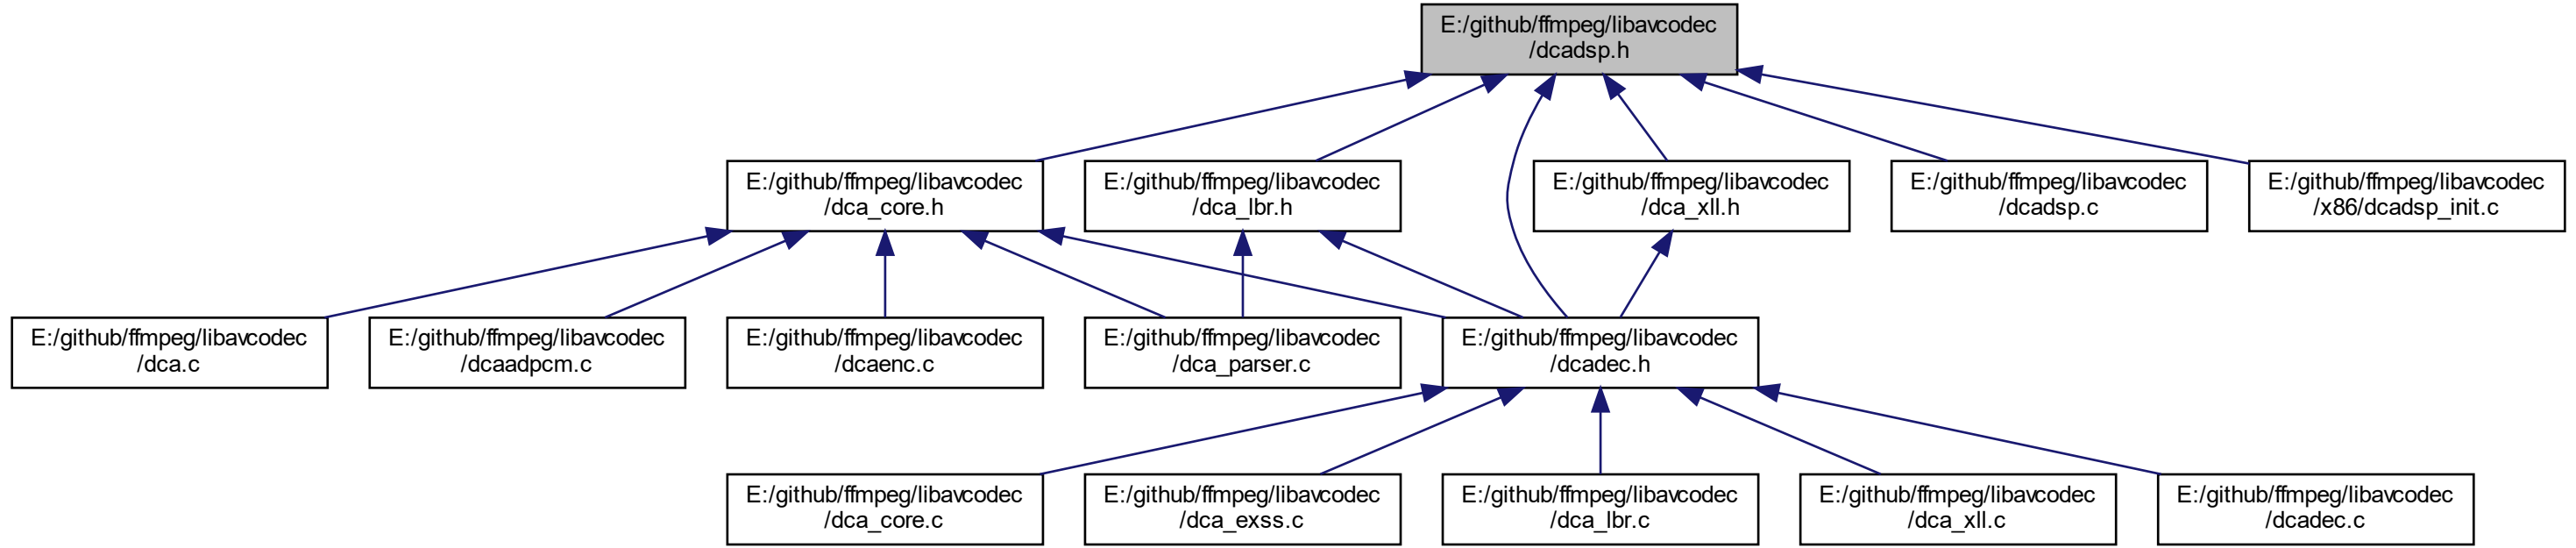 E:/github/ffmpeg/libavcodec
/dcadsp.h
E:/github/ffmpeg/libavcodec
/dca_core.h
E:/github/ffmpeg/libavcodec
/dca_lbr.h
E:/github/ffmpeg/libavcodec
/dca_xll.h
E:/github/ffmpeg/libavcodec
/dcadsp.c
E:/github/ffmpeg/libavcodec
/x86/dcadsp_init.c
E:/github/ffmpeg/libavcodec
/dca.c
E:/github/ffmpeg/libavcodec
/dcaadpcm.c
E:/github/ffmpeg/libavcodec
/dcaenc.c
E:/github/ffmpeg/libavcodec
/dca_parser.c
E:/github/ffmpeg/libavcodec
/dcadec.h
E:/github/ffmpeg/libavcodec
/dca_core.c
E:/github/ffmpeg/libavcodec
/dca_exss.c
E:/github/ffmpeg/libavcodec
/dca_lbr.c
E:/github/ffmpeg/libavcodec
/dca_xll.c
E:/github/ffmpeg/libavcodec
/dcadec.c